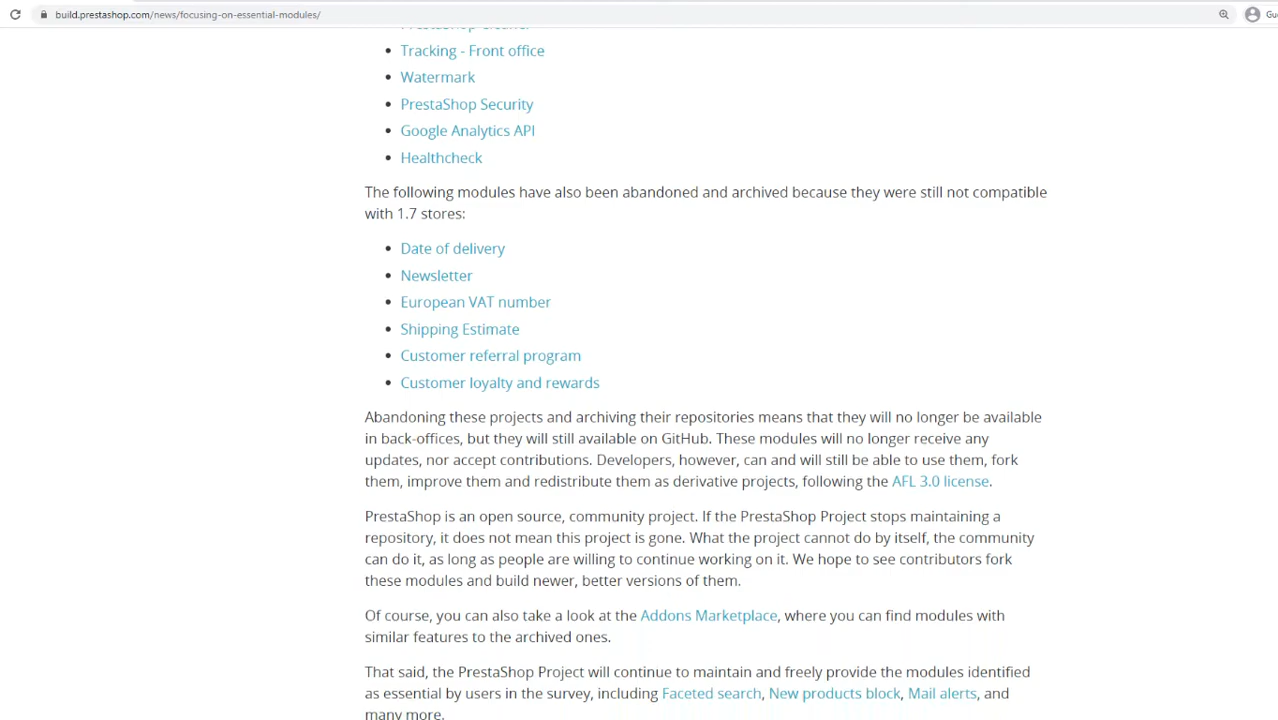 build.prestashop.com/news/focusing-on-essential-modules/
Gu
PrestaShop Cleaner
Tracking - Front office
Watermark
PrestaShop Security
Google Analytics API
Healthcheck
The following modules have also been abandoned and archived because they were still not compatible
with 1.7 stores:
Date of delivery
Newsletter
European VAT number
Shipping Estimate
Customer referral program
Customer loyalty and rewards
Abandoning these projects and archiving their repositories means that they will no longer be available
in back-offices, but they will still available on GitHub. These modules will no longer receive any
updates, nor accept contributions. Developers, however, can and will still be able to use them, fork
them, improve them and redistribute them as derivative projects, following the AFL 3.0 license.
PrestaShop is an open source, community project. If the PrestaShop Project stops maintaining a
repository, it does not mean this project is gone. What the project cannot do by itself, the community
can do it, as long as people are willing to continue working on it. We hope to see contributors fork
these modules and build newer, better versions of them.
Of course, you can also take a look at the Addons Marketplace, where you can find modules with
similar features to the archived ones.
That said, the PrestaShop Project will continue to maintain and freely provide the modules identified
as essential by users in the survey, including Faceted search, New products block, Mail alerts, and
many more.